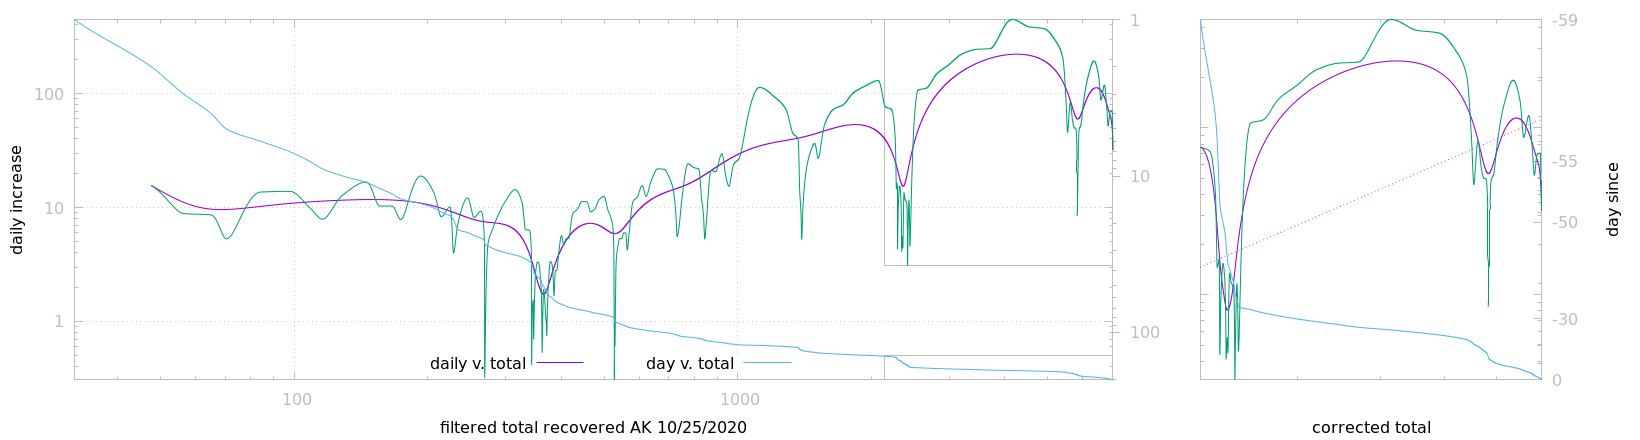 daily increase
100
10
1
daily v. total
day v. total
100
1000
filtered total recovered AK 10/25/2020
1
10
100
-59
-55
-50
-30
0
day since
corrected total